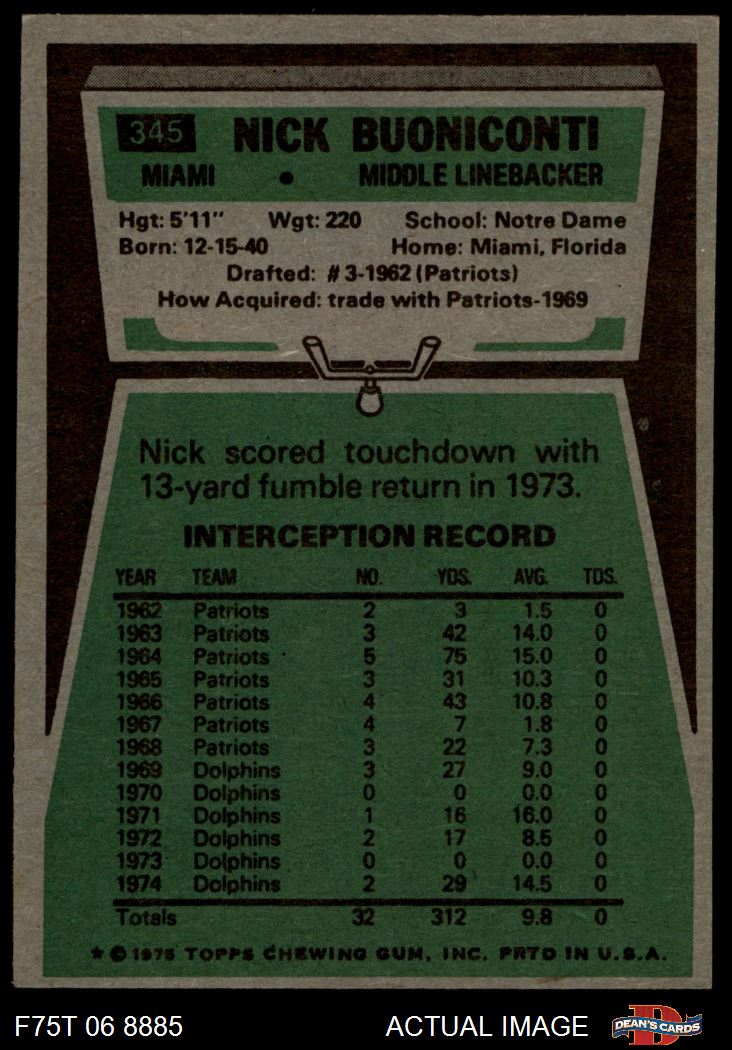 345 NICK BUONICONTI
MIAMI • MIDDLE LINEBACKER
Hgt: 5'11" Wgt: 220 School: Notre Dame
Born: 12-15-40 Home: Miami, Florida
Drafted: #3-1962 (Patriots)
How Acquired: trade with Patriots-1969
Nick scored touchdown with
13-yard fumble return in 1973.
INTERCEPTION RECORD
YEAR TEAM NO. YDS. AVG. TDS.
1962 Patriots 2 3 1.5 0
1963 Patriots 3 42 14.0 0
1964 Patriots 5 75 15.0 0
1965 Patriots 3 31 10.3 0
1966 Patriots 4 43 10.8 0
1967 Patriots 4 7 1.8 0
1968 Patriots 3 22 7.3 0
1969 Dolphins 3 27 9.0 0
1970 Dolphins 0 0 0.0 0
1971 Dolphins 1 16 16.0 0
1972 Dolphins 2 17 8.5 0
1973 Dolphins 0 0 0.0 0
1974 Dolphins 2 29 14.5 0
Totals 32 312 9.8 0
* © 1975 TOPPS CHEWING GUM, INC. PRTD IN U.S.A.
F75T 06 8885 ACTUAL IMAGE D DEAN'S CARDS